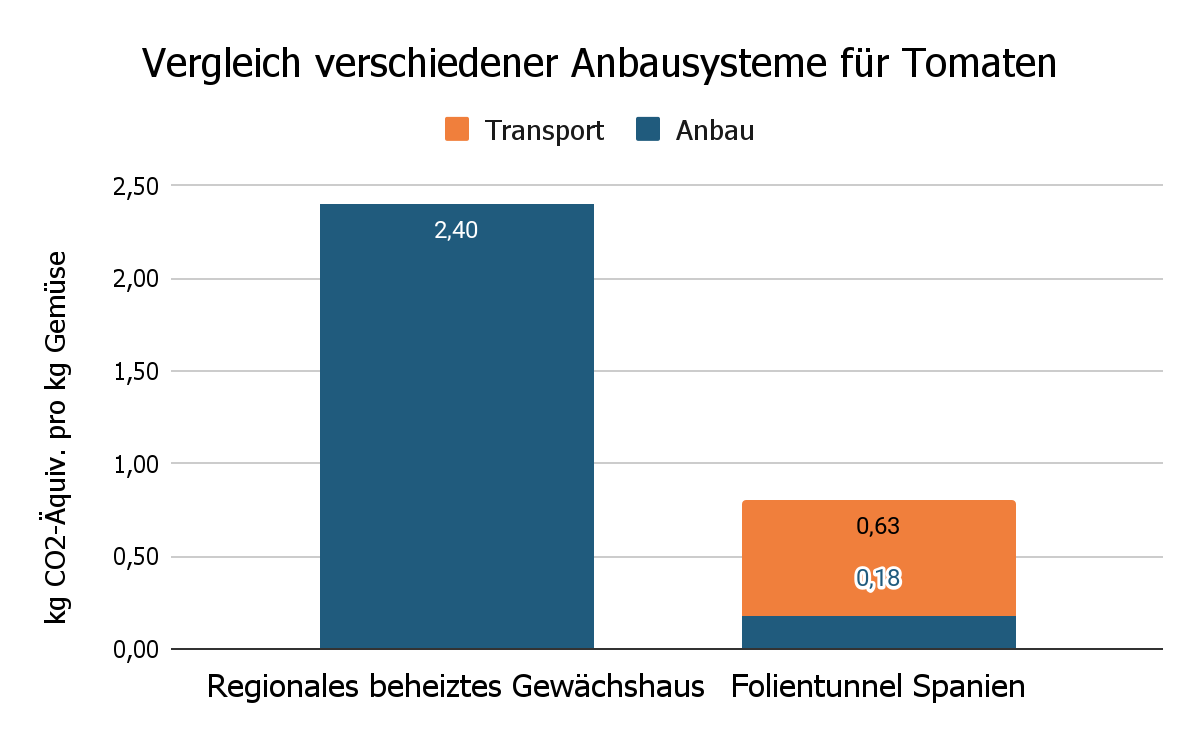 Vergleich verschiedener Anbausysteme für Tomaten
Transport Anbau
kg CO2-Äquiv. pro kg Gemüse
2,50
2,00
1,50
1,00
0,50
0,00
2,40
0,63
0,18
Regionales beheiztes Gewächshaus Folientunnel Spanien